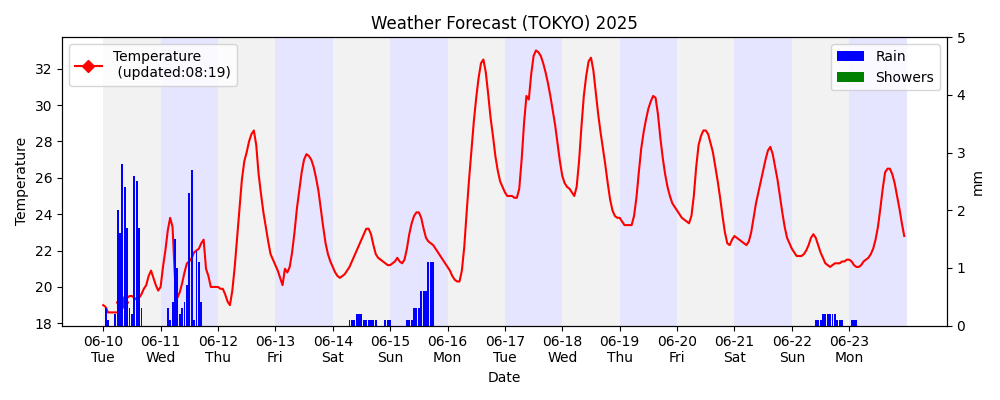 Weather Forecast (TOKYO) 2025
Temperature
(updated:08:19)
Rain
Showers
Temperature
32
30
28
26
24
22
20
18
5
4
3
2
1
0
mm
06-10 06-11 06-12 06-13 06-14 06-15 06-16 06-17 06-18 06-19 06-20 06-21 06-22 06-23
Tue Wed Thu Fri Sat Sun Mon Tue Wed Thu Fri Sat Sun Mon
Date